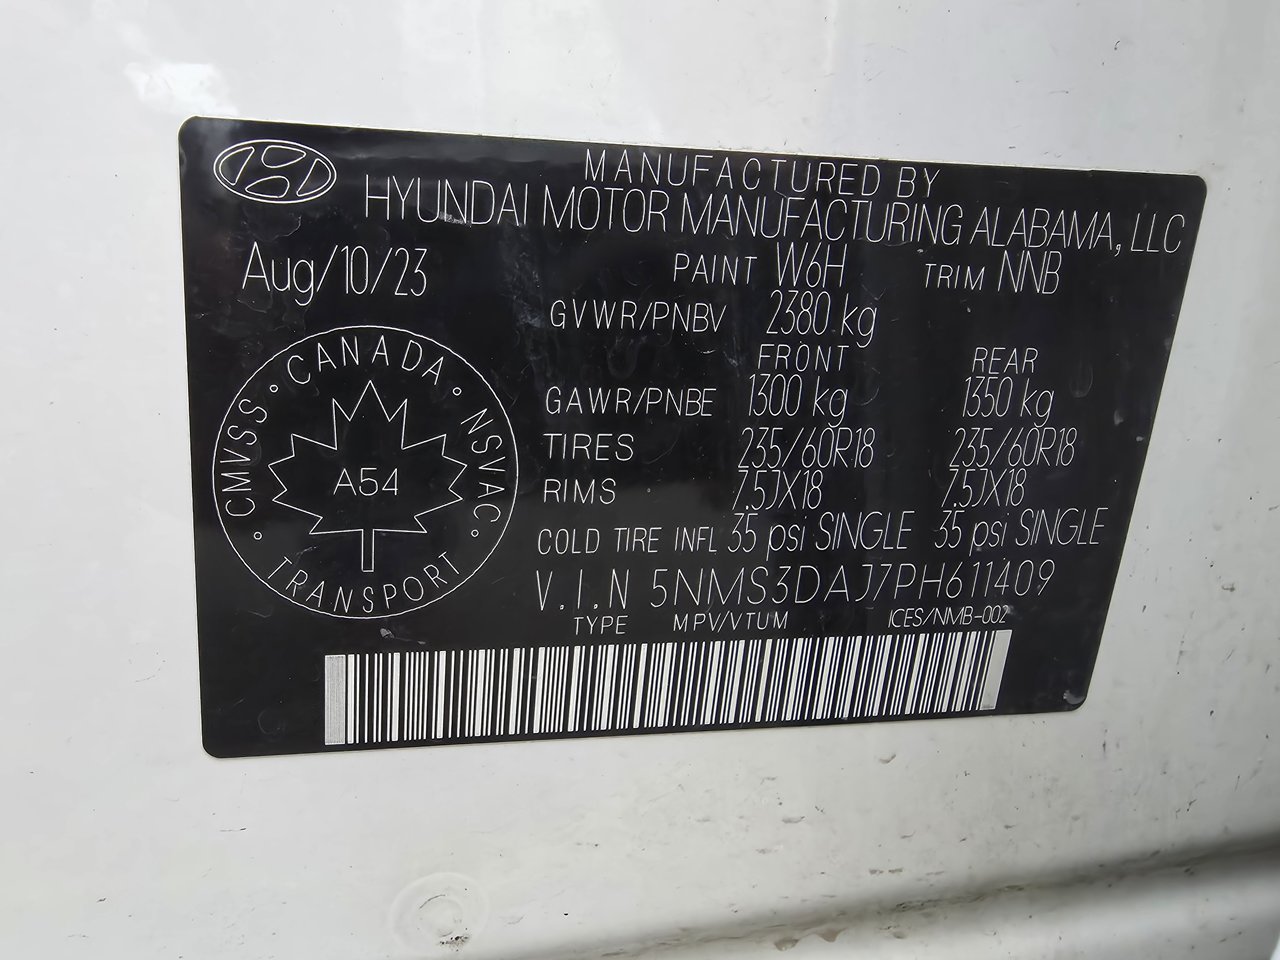 MANUFACTURED BY
HYUNDAI MOTOR MANUFACTURING ALABAMA, LLC
Aug/10/23
PAINT W6H TRIM NNB
GVWR/PNBV 2380 kg
FRONT REAR
GAWR/PNBE 1300 kg 1350 kg
TIRES 235/60R18 235/60R18
RIMS 7.5JX18 7.5JX18
COLD TIRE INFL 35 psi SINGLE 35 psi SINGLE
V.I.N 5NMS3DAJ7PH611409
TYPE MPV/VTUM ICES/NMB-002
CMVSS • CANADA • NSVAC •
A54
TRANSPORT •